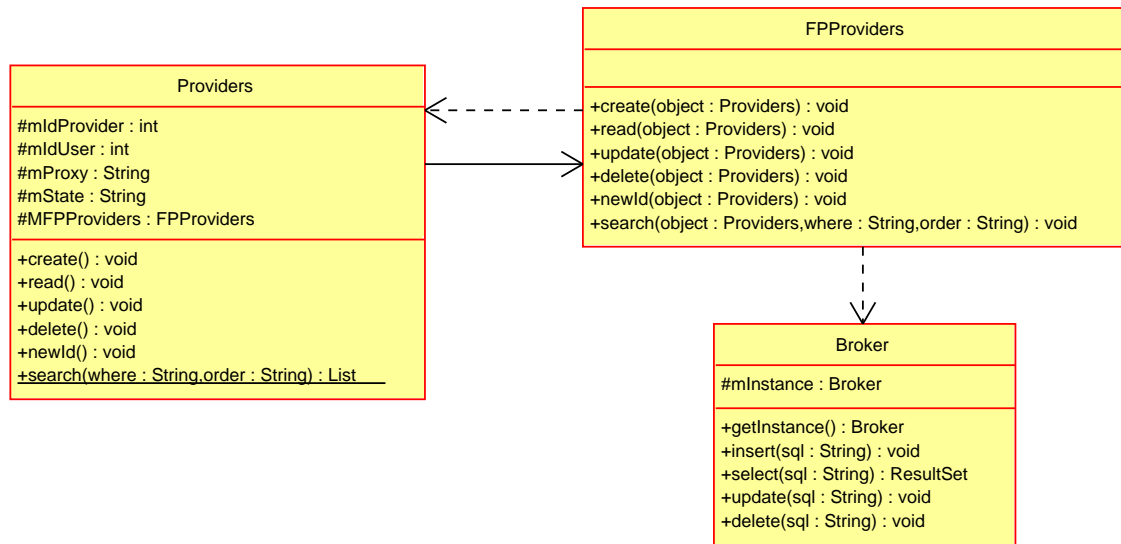 Providers
#mIdProvider : int
#mIdUser : int
#mProxy : String
#mState : String
#MFPProviders : FPProviders
+create() : void
+read() : void
+update() : void
+delete() : void
+newId() : void
+search(where : String,order : String) : List
FPProviders
+create(object : Providers) : void
+read(object : Providers) : void
+update(object : Providers) : void
+delete(object : Providers) : void
+newId(object : Providers) : void
+search(object : Providers,where : String,order : String) : void
Broker
#mInstance : Broker
+getInstance() : Broker
+insert(sql : String) : void
+select(sql : String) : ResultSet
+update(sql : String) : void
+delete(sql : String) : void